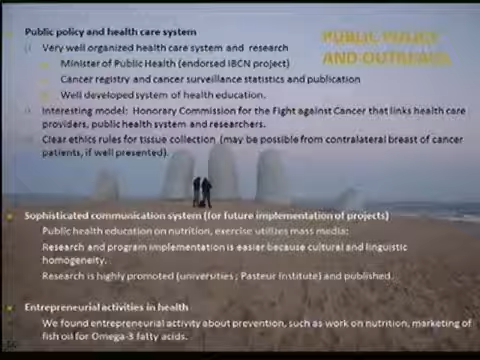 PUBLIC POLICY
AND OUTREACH
Public policy and health care system
Very well organized health care system and research
Minister of Public Health (endorsed IBCN project)
Cancer registry and cancer surveillance statistics and publication
Well developed system of health education.
Interesting model: Honorary Commission for the Fight against Cancer that links health care
providers, public health system and researchers.
Clear ethics rules for tissue collection (may be possible from contralateral breast of cancer
patients, if well presented).
Sophisticated communication system (for future implementation of projects)
Public health education on nutrition, exercise utilizes mass media;
Research and program implementation is easier because cultural and linguistic
homogeneity.
Research is highly promoted (universities ; Pasteur Institute) and published.
Entrepreneurial activities in health
We found entrepreneurial activity about prevention, such as work on nutrition, marketing of
fish oil for Omega-3 fatty acids.